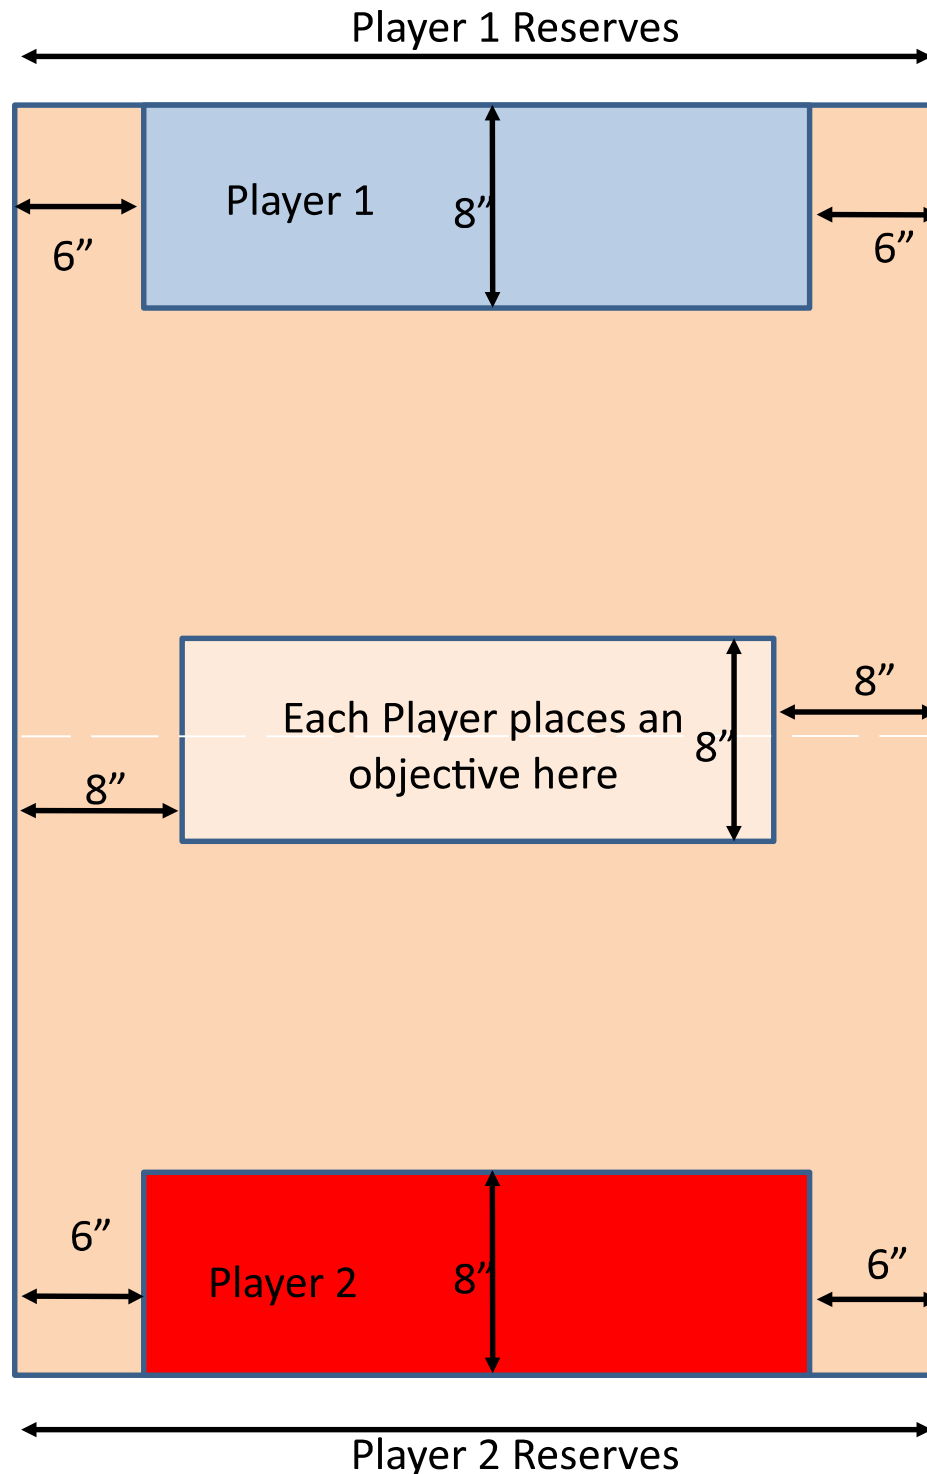 Player 1 Reserves
Player 1
8”
6”
6”
Each Player places an
objective here
8”
8”
8”
6”
Player 2
8”
6”
Player 2 Reserves